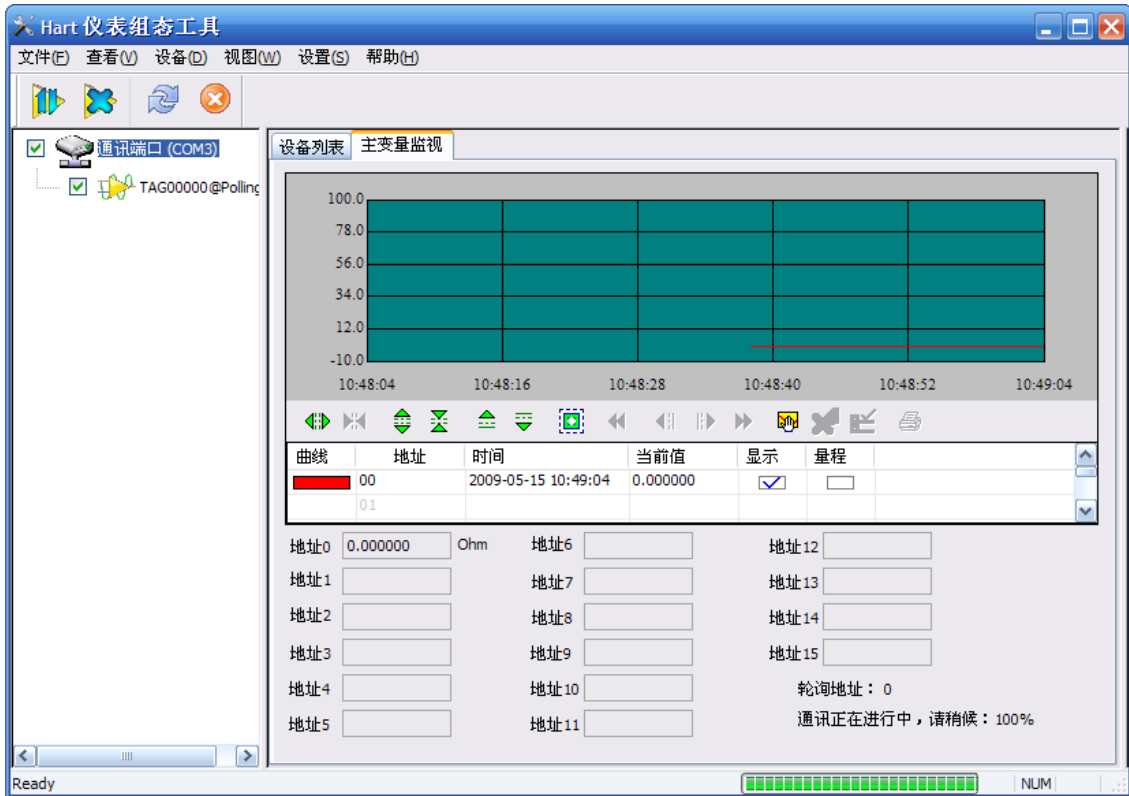 Hart 仪表组态工具
文件(F) 查看(V) 设备(D) 视图(W) 设置(S) 帮助(H)
通讯端口 (COM3)
TAG00000@Polling
设备列表 主变量监视
100.0
78.0
56.0
34.0
12.0
-10.0
10:48:04 10:48:16 10:48:28 10:48:40 10:48:52 10:49:04
曲线 地址 时间 当前值 显示 量程
00 2009-05-15 10:49:04 0.000000
01
地址0 0.000000 Ohm 地址6 地址12
地址1 地址7 地址13
地址2 地址8 地址14
地址3 地址9 地址15
地址4 地址10 轮询地址：0
地址5 地址11 通讯正在进行中，请稍候：100%
Ready NUM